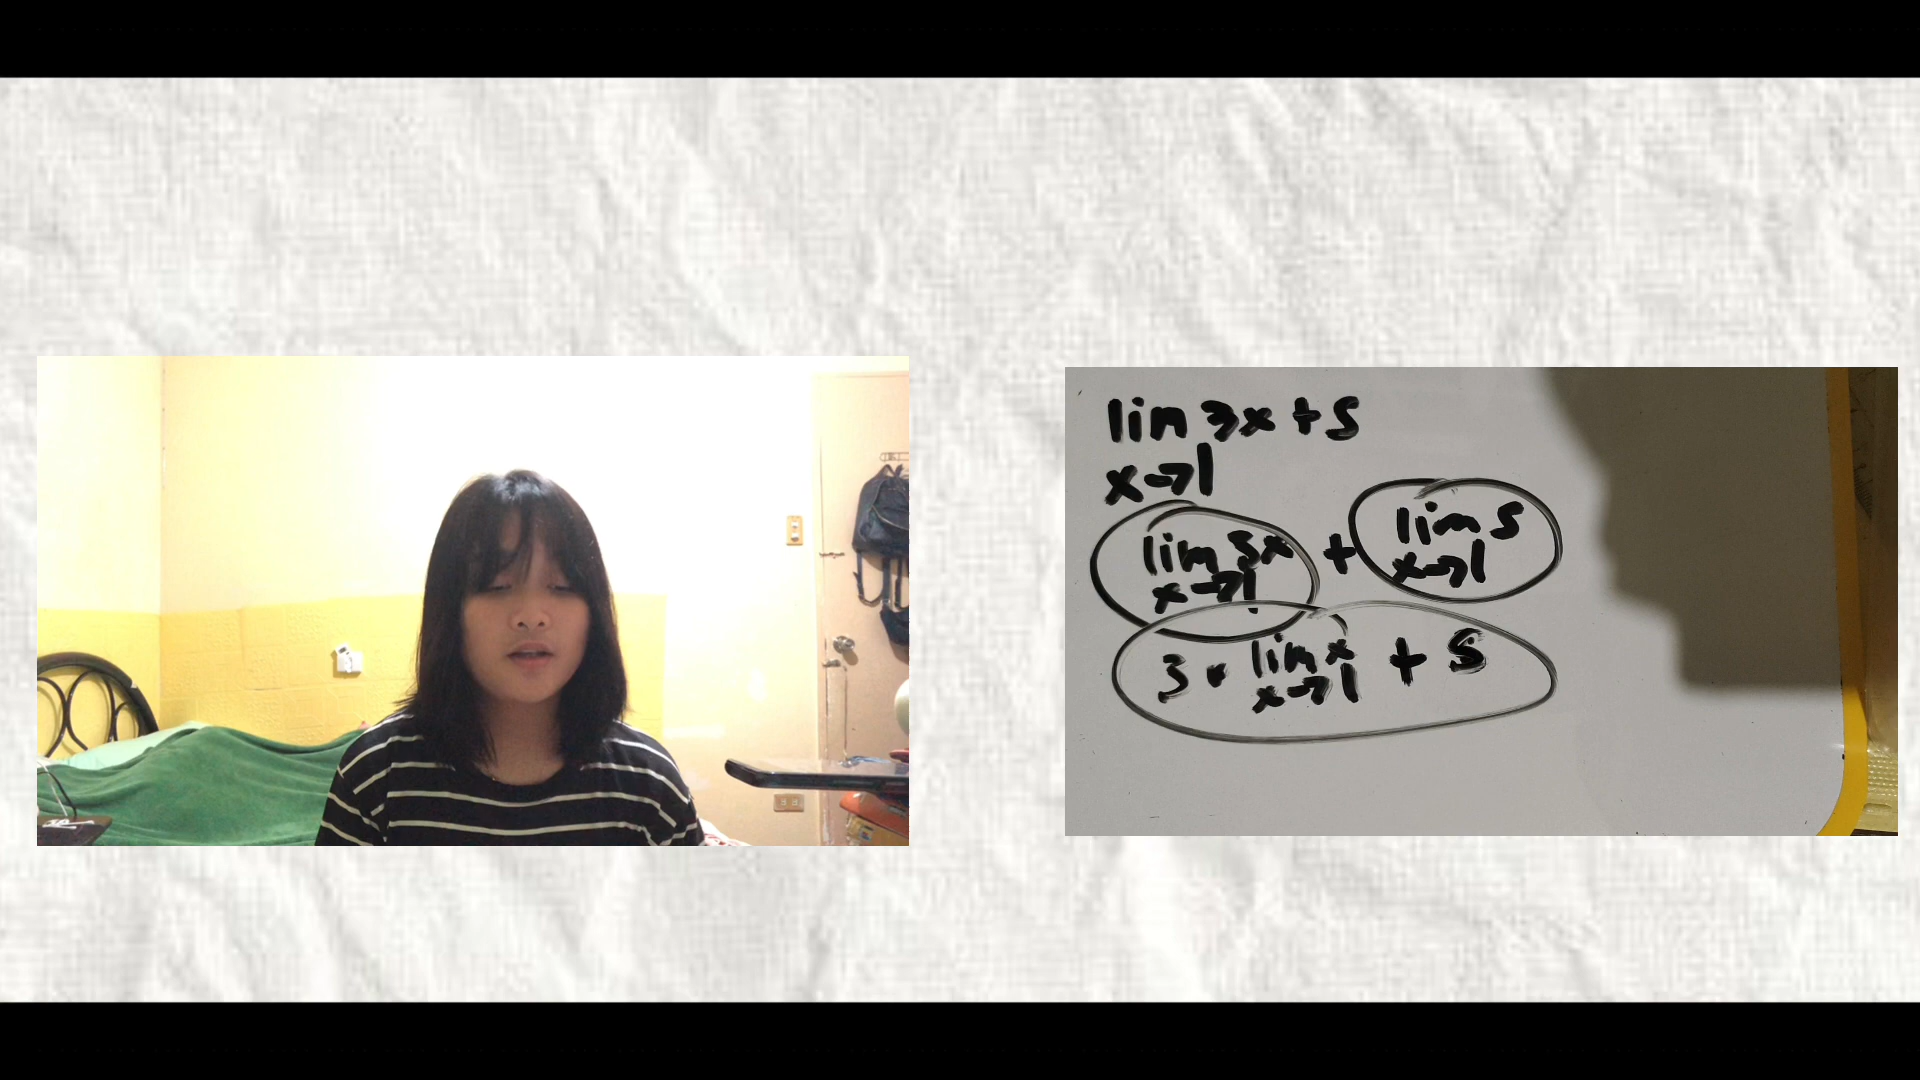 lim 3x + 5
x→1
lim 3x + lim 5
x→1 x→1
3 • lim x + 5
x→1